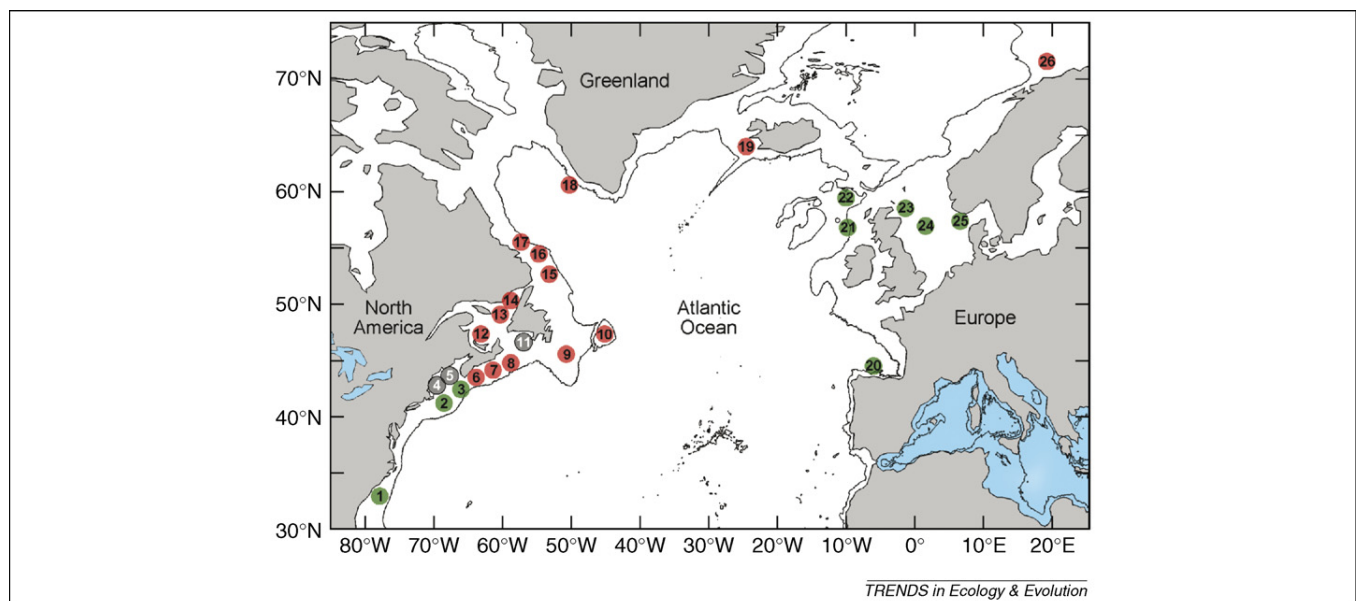 70°N
60°N
50°N
40°N
30°N
80°W 70°W 60°W 50°W 40°W 30°W 20°W 10°W 0°W 10°E 20°E
Greenland
North
America
Atlantic
Ocean
Europe
1
2
3
4
5
6
7
8
9
10
11
12
13
14
15
16
17
18
19
20
21
22
23
24
25
26
TRENDS in Ecology & Evolution